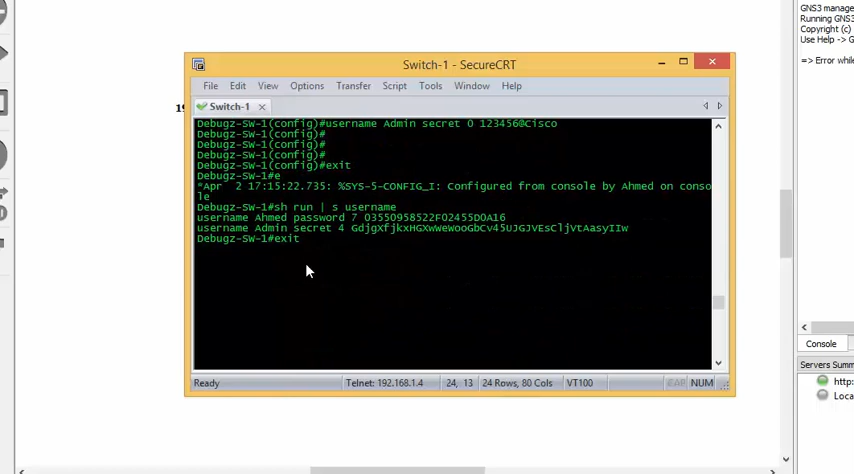 GNS3 manage
Running GNS3
Copyright (c)
Use Help -> G
=> Error while
Switch-1 - SecureCRT
File Edit View Options Transfer Script Tools Window Help
19
Switch-1
Debugz-SW-1(config)#username Admin secret 0 123456@Cisco
Debugz-SW-1(config)#
Debugz-SW-1(config)#
Debugz-SW-1(config)#
Debugz-SW-1(config)#exit
Debugz-SW-1#e
*Apr  2 17:15:22.735: %SYS-5-CONFIG_I: Configured from console by Ahmed on conso
le
Debugz-SW-1#sh run | s username
username Ahmed password 7 03550958522F02455D0A16
username Admin secret 4 GdjgXfjkxHGXwWeWooGbCv45UJGJVEsCljVtAasyIIw
Debugz-SW-1#exit
Ready Telnet: 192.168.1.4 24, 13 24 Rows, 80 Cols VT100 CAP NUM
Console
Servers Summ
http:
Loca